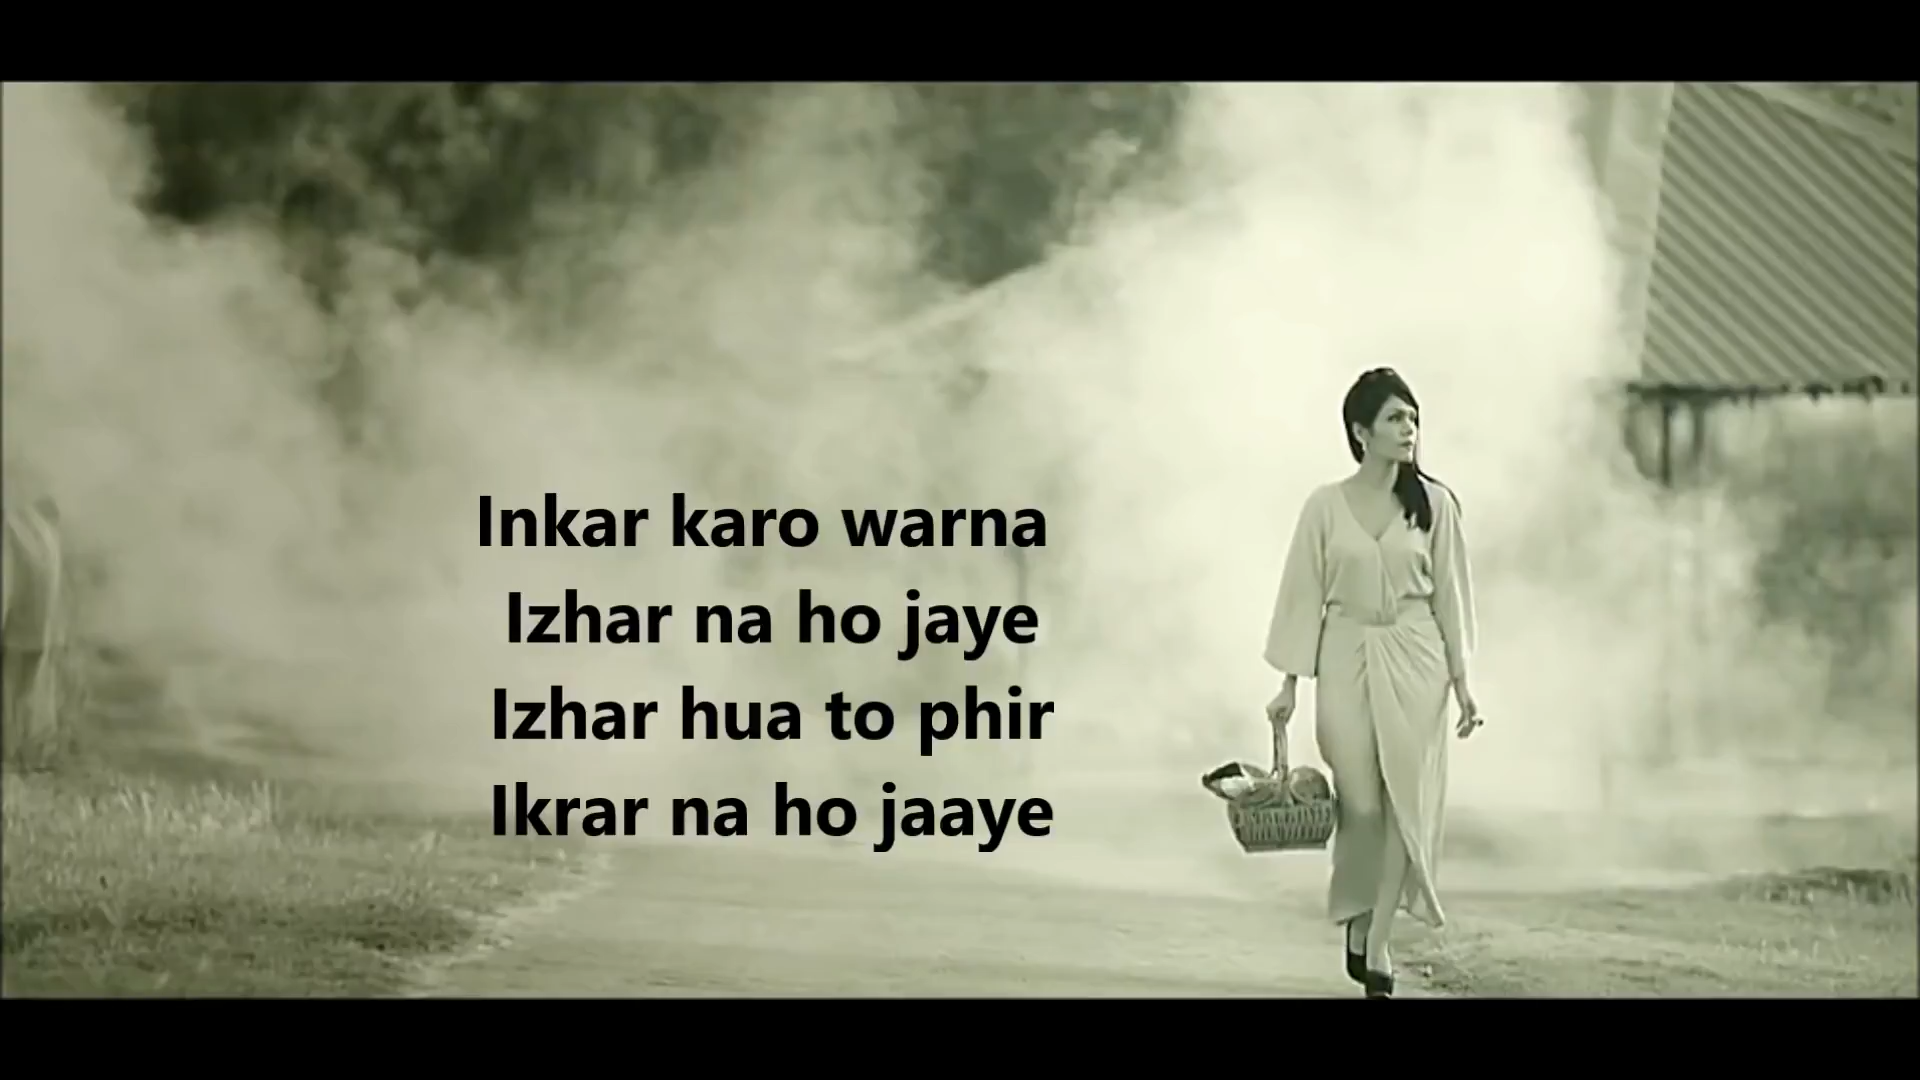 Inkar karo warna
Izhar na ho jaye
Izhar hua to phir
Ikrar na ho jaaye